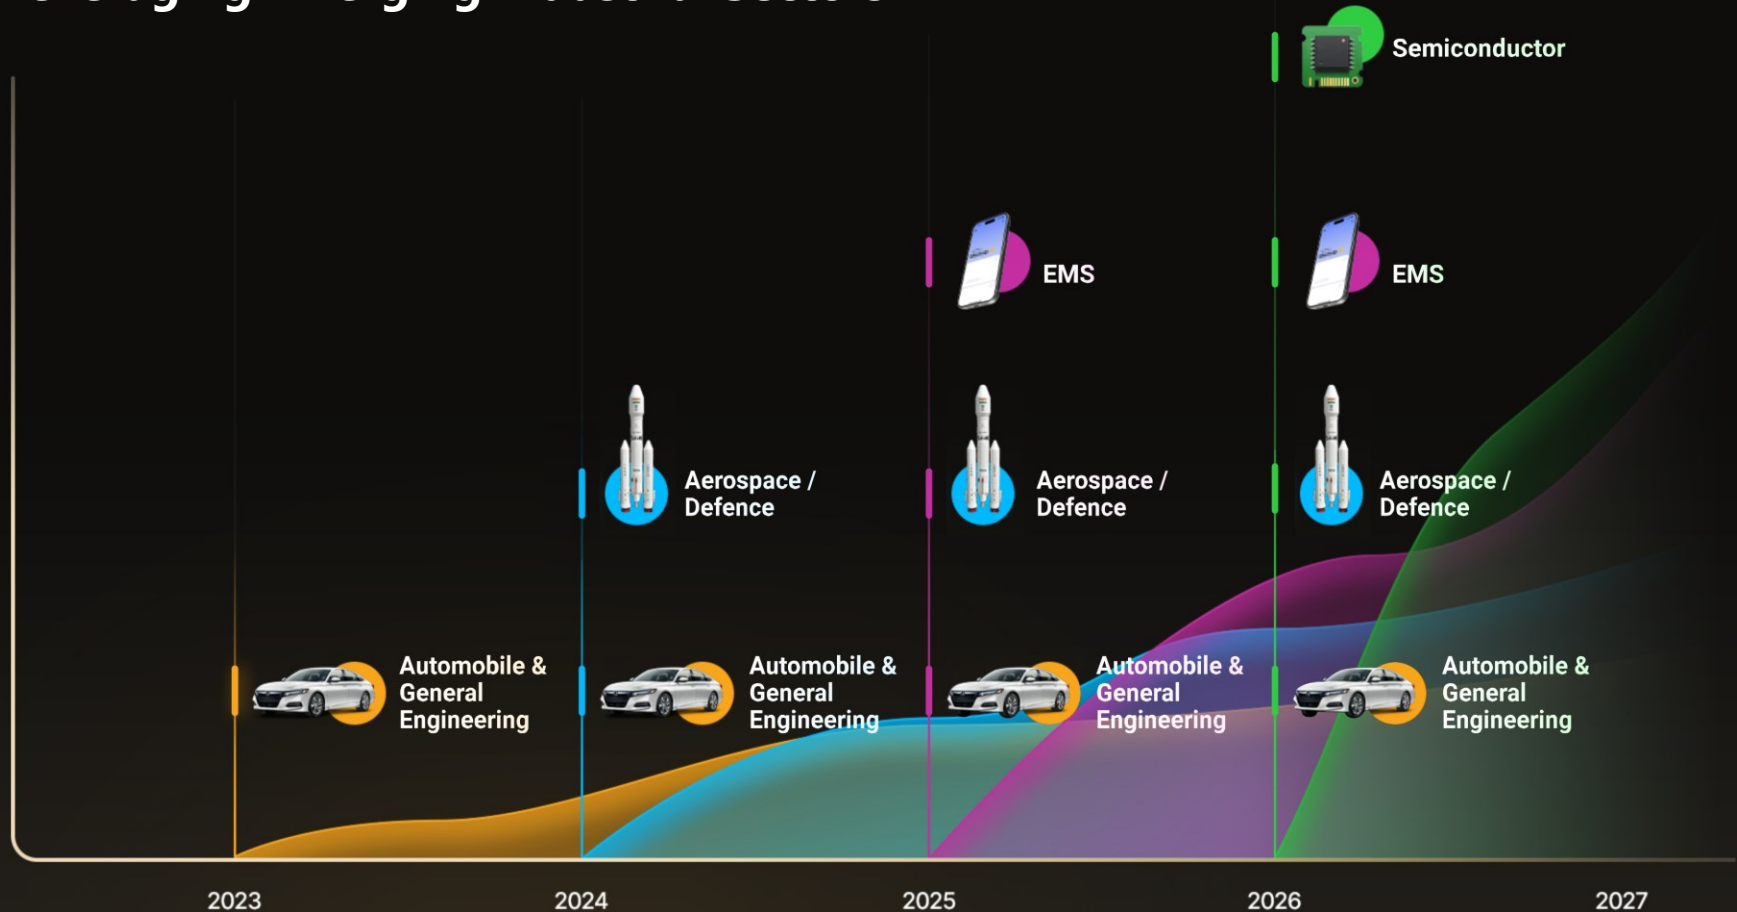 Semiconductor
EMS
EMS
Aerospace /
Defence
Aerospace /
Defence
Aerospace /
Defence
Automobile &
General
Engineering
Automobile &
General
Engineering
Automobile &
General
Engineering
Automobile &
General
Engineering
2023
2024
2025
2026
2027